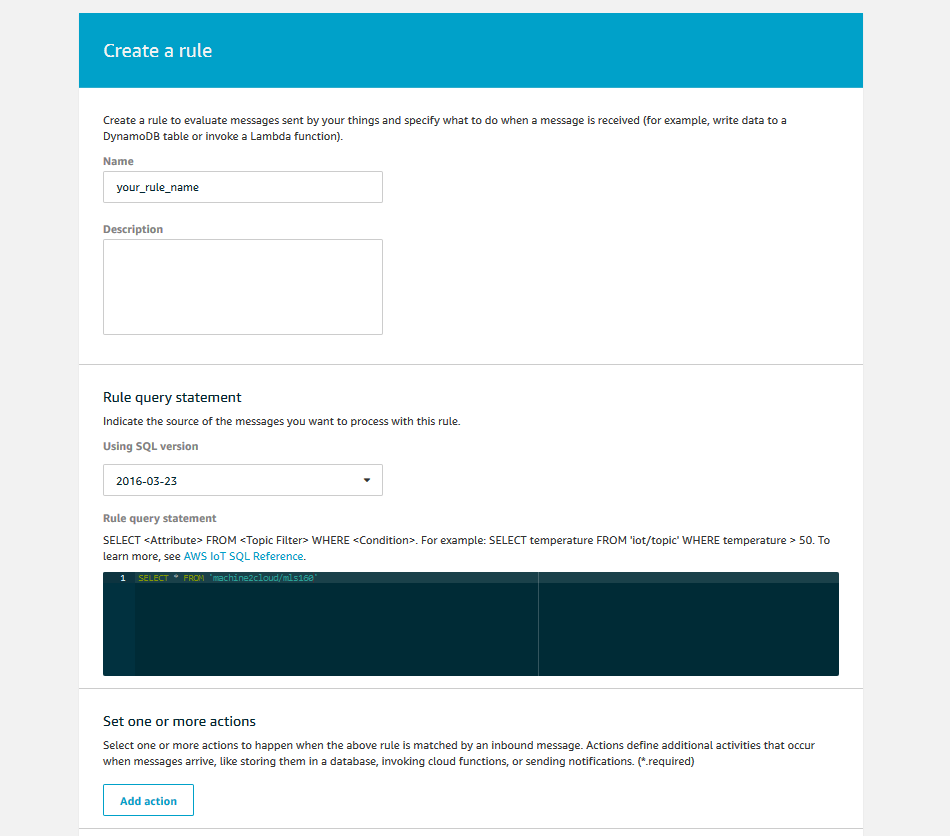 Create a rule
Create a rule to evaluate messages sent by your things and specify what to do when a message is received (for example, write data to a
DynamoDB table or invoke a Lambda function).
Name
your_rule_name
Description
Rule query statement
Indicate the source of the messages you want to process with this rule.
Using SQL version
2016-03-23
Rule query statement
SELECT <Attribute> FROM <Topic Filter> WHERE <Condition>. For example: SELECT temperature FROM 'iot/topic' WHERE temperature > 50. To
learn more, see AWS IoT SQL Reference.
1 SELECT * FROM 'machine2cloud/mls160'
Set one or more actions
Select one or more actions to happen when the above rule is matched by an inbound message. Actions define additional activities that occur
when messages arrive, like storing them in a database, invoking cloud functions, or sending notifications. (*.required)
Add action